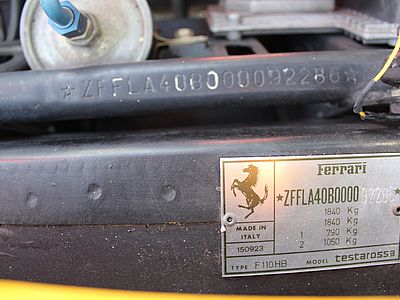 ★ZFFLA40B000092286★
Ferrari
★ZFFLA40B000092286★
1840 Kg
1840 Kg
MADE IN
ITALY
1 790 Kg
150923
2 1050 Kg
TYPE F110HB MODEL testarossa